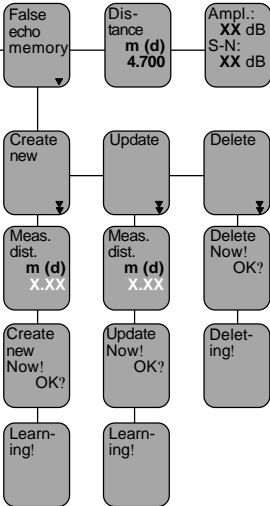 False
echo
memory
Dis-
tance
m (d)
4.700
Ampl.:
XX dB
S-N:
XX dB
Create
new
Update
Delete
Meas.
dist.
m (d)
X.XX
Meas.
dist.
m (d)
X.XX
Delete
Now!
OK?
Create
new
Now!
OK?
Update
Now!
OK?
Delet-
ing!
Learn-
ing!
Learn-
ing!